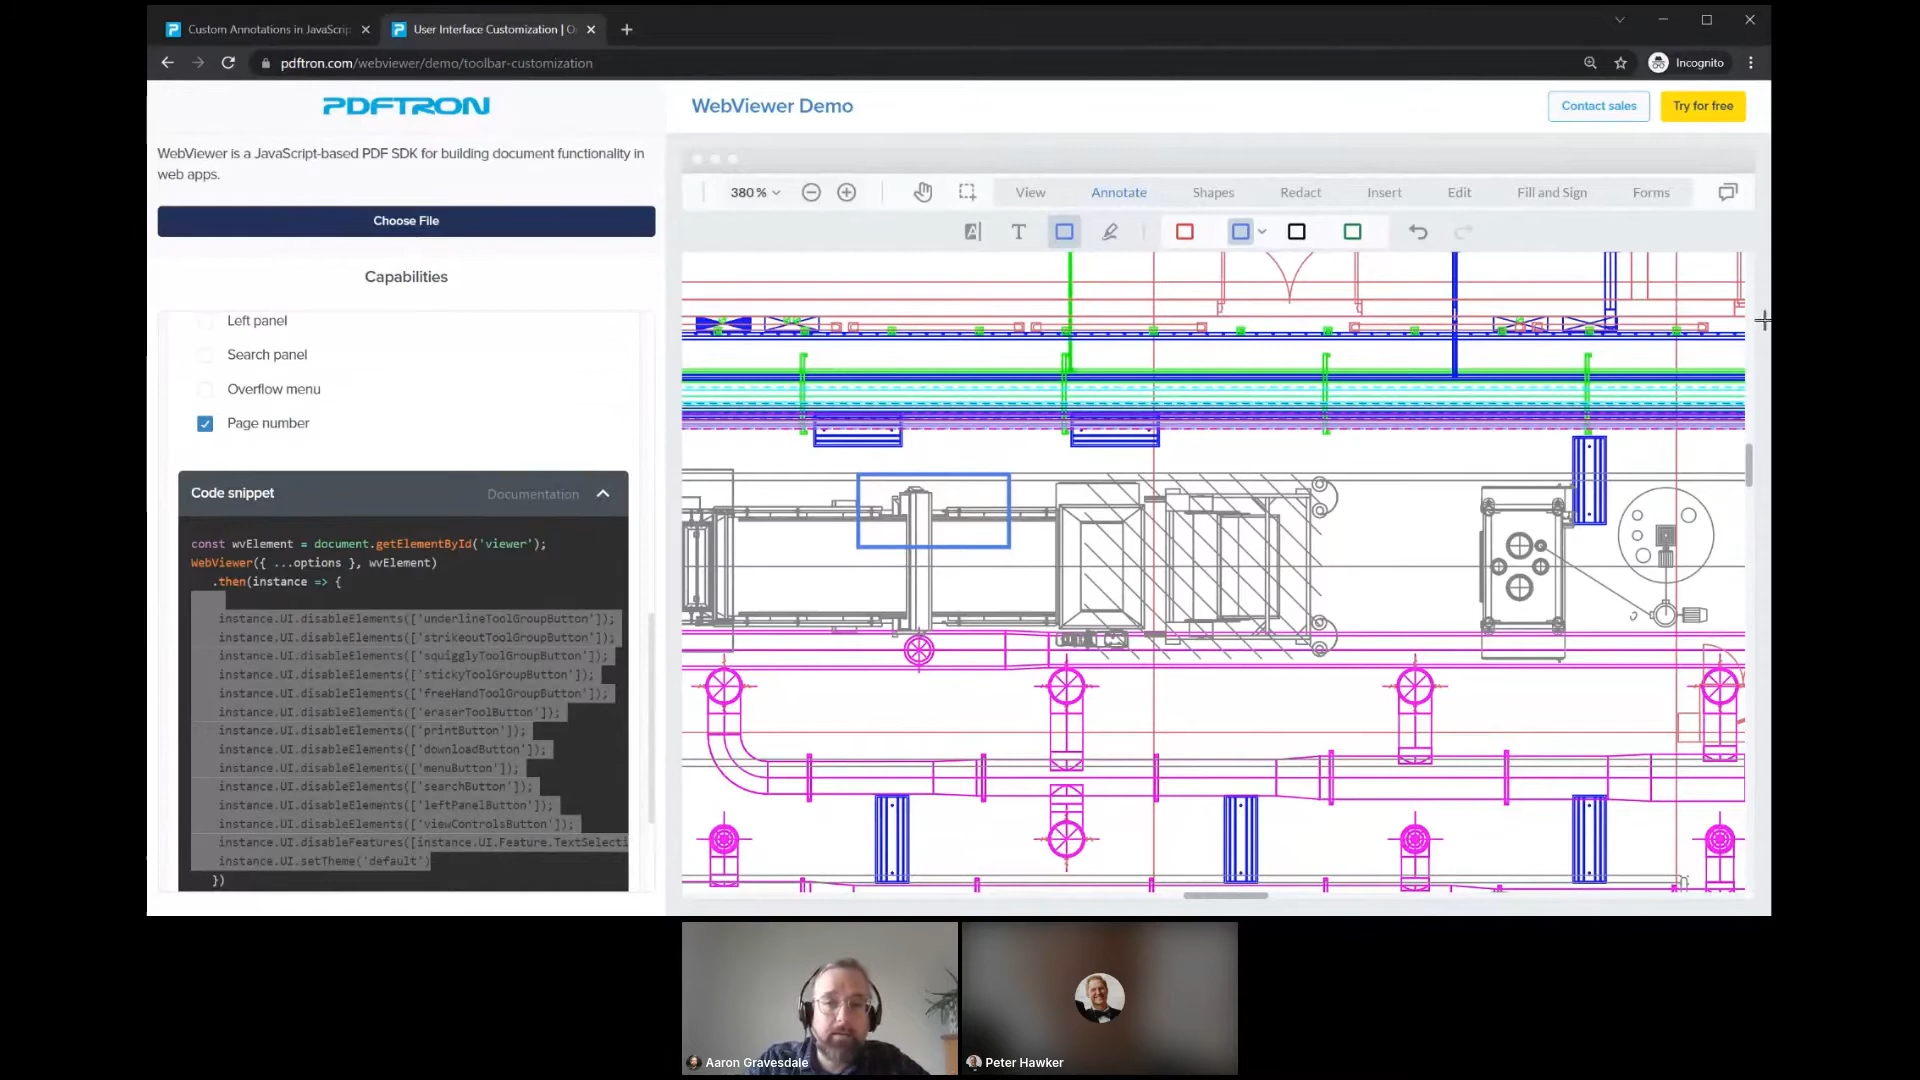 Custom Annotations in JavaScrip
User Interface Customization | O
pdftron.com/webviewer/demo/toolbar-customization
Incognito
PDFTRON
WebViewer Demo
Contact sales
Try for free
WebViewer is a JavaScript-based PDF SDK for building document functionality in
web apps.
Choose File
380%
View
Annotate
Shapes
Redact
Insert
Edit
Fill and Sign
Forms
Capabilities
Left panel
Search panel
Overflow menu
Page number
Code snippet
Documentation
const wvElement = document.getElementById('viewer');
WebViewer({ ...options }, wvElement)
.then(instance => {
instance.UI.disableElements(['underlineToolGroupButton']);
instance.UI.disableElements(['strikeoutToolGroupButton']);
instance.UI.disableElements(['squigglyToolGroupButton']);
instance.UI.disableElements(['stickyToolGroupButton']);
instance.UI.disableElements(['freeHandToolGroupButton']);
instance.UI.disableElements(['eraserToolButton']);
instance.UI.disableElements(['printButton']);
instance.UI.disableElements(['downloadButton']);
instance.UI.disableElements(['menuButton']);
instance.UI.disableElements(['searchButton']);
instance.UI.disableElements(['leftPanelButton']);
instance.UI.disableElements(['viewControlsButton']);
instance.UI.disableFeatures([instance.UI.Feature.TextSelecti
instance.UI.setTheme('default')
})
Aaron Gravesdale
Peter Hawker